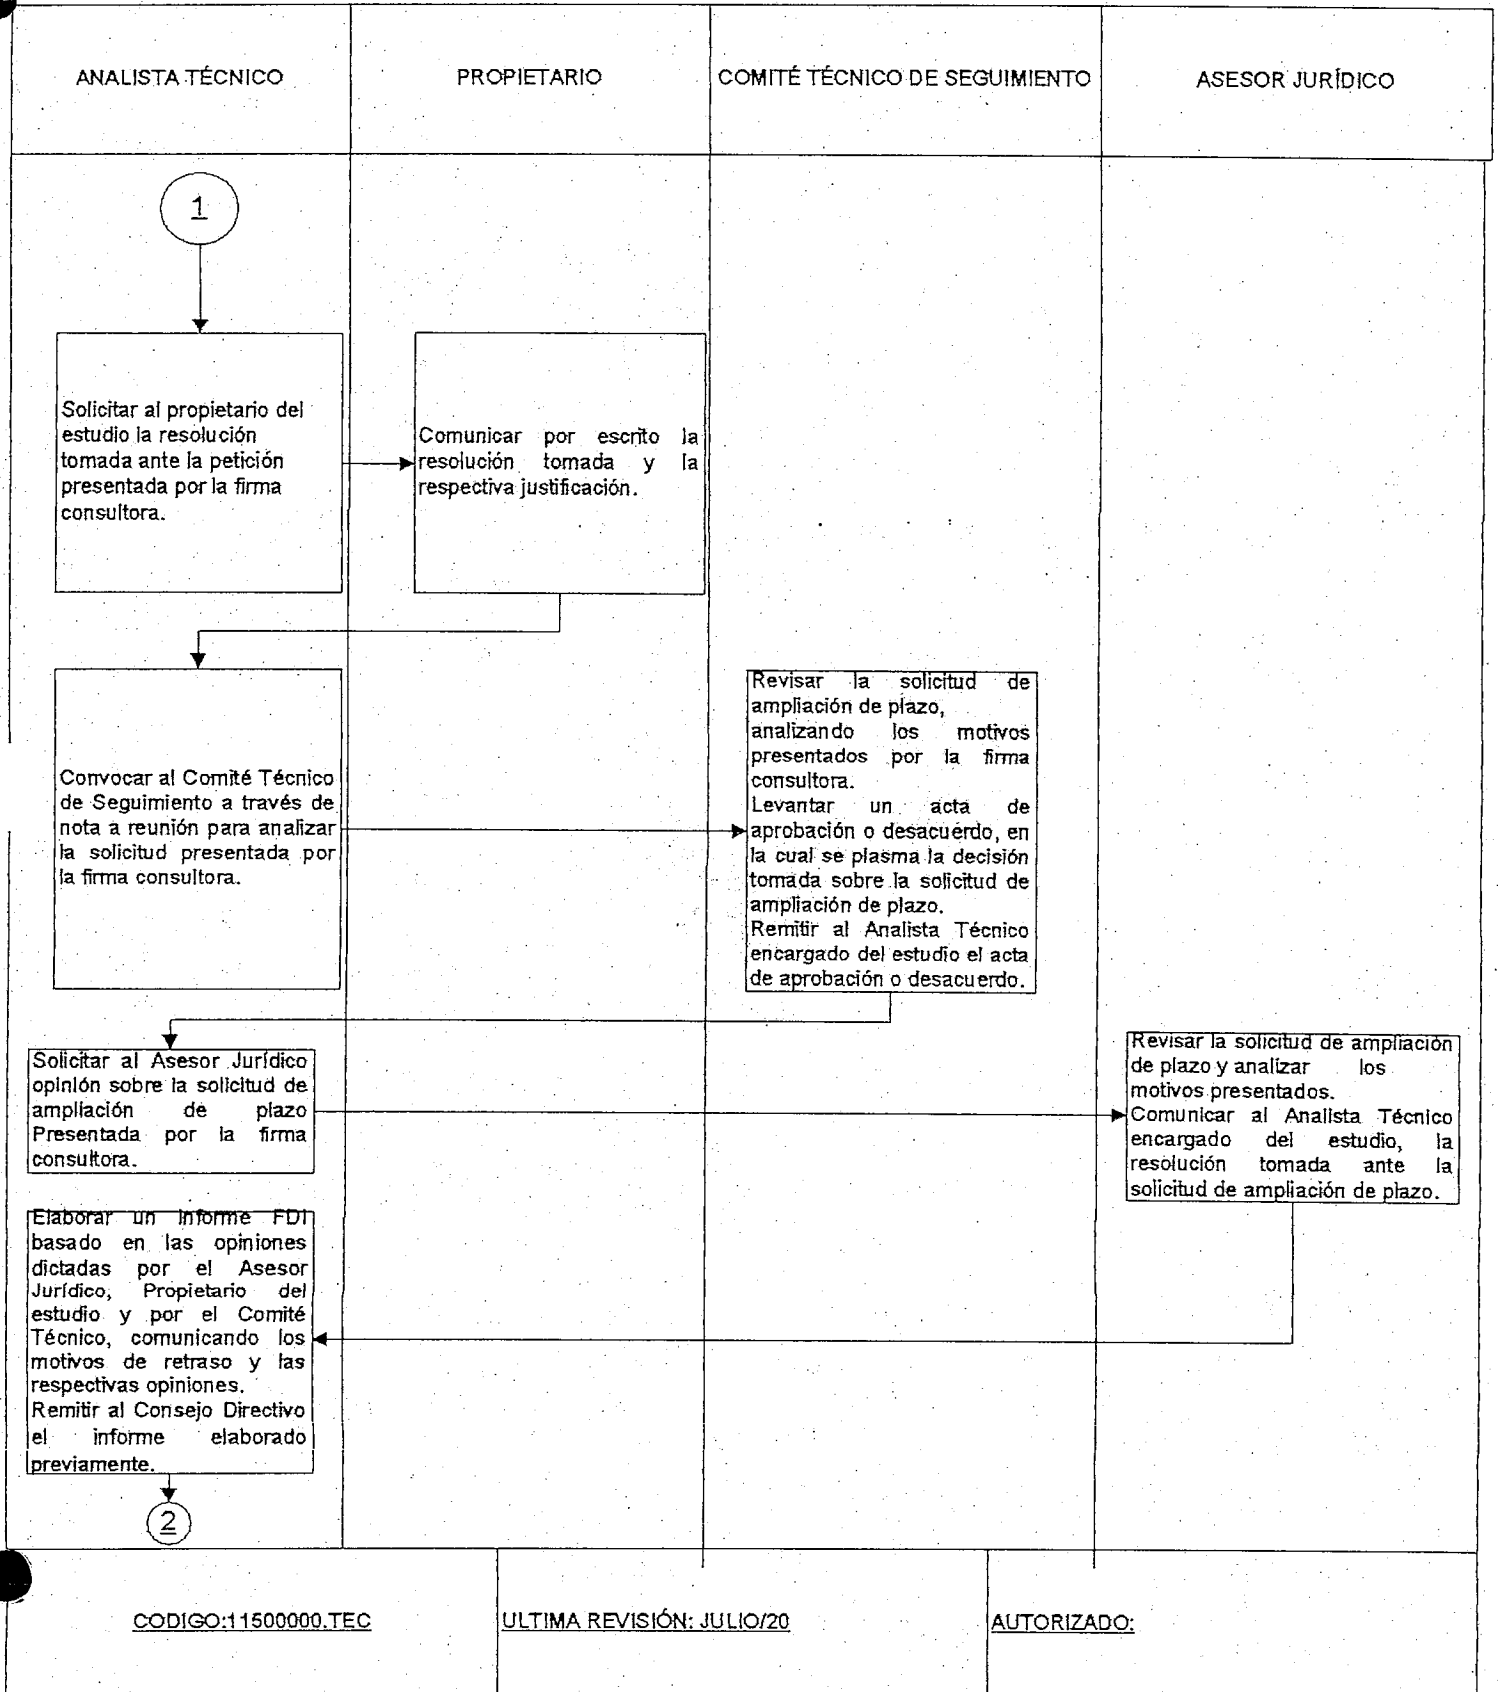 ANALISTA TÉCNICO
PROPIETARIO
COMITÉ TÉCNICO DE SEGUIMIENTO
ASESOR JURÍDICO
1
Solicitar al propietario del
estudio la resolución
tomada ante la petición
presentada por la firma
consultora.
Comunicar por escrito la
resolución tomada y la
respectiva justificación.
Convocar al Comité Técnico
de Seguimiento a través de
nota a reunión para analizar
la solicitud presentada por
la firma consultora.
Revisar la solicitud de
ampliación de plazo,
analizando los motivos
presentados por la firma
consultora.
Levantar un acta de
aprobación o desacuerdo, en
la cual se plasma la decisión
tomada sobre la solicitud de
ampliación de plazo.
Remitir al Analista Técnico
encargado del estudio el acta
de aprobación o desacuerdo.
Solicitar al Asesor Jurídico
opinión sobre la solicitud de
ampliación de plazo
Presentada por la firma
consultora.
Revisar la solicitud de ampliación
de plazo y analizar los
motivos presentados.
Comunicar al Analista Técnico
encargado del estudio, la
resolución tomada ante la
solicitud de ampliación de plazo.
Elaborar un informe FDI
basado en las opiniones
dictadas por el Asesor
Jurídico, Propietario del
estudio y por el Comité
Técnico, comunicando los
motivos de retraso y las
respectivas opiniones.
Remitir al Consejo Directivo
el informe elaborado
previamente.
2
CODIGO:11500000.TEC
ULTIMA REVISIÓN: JULIO/20
AUTORIZADO: